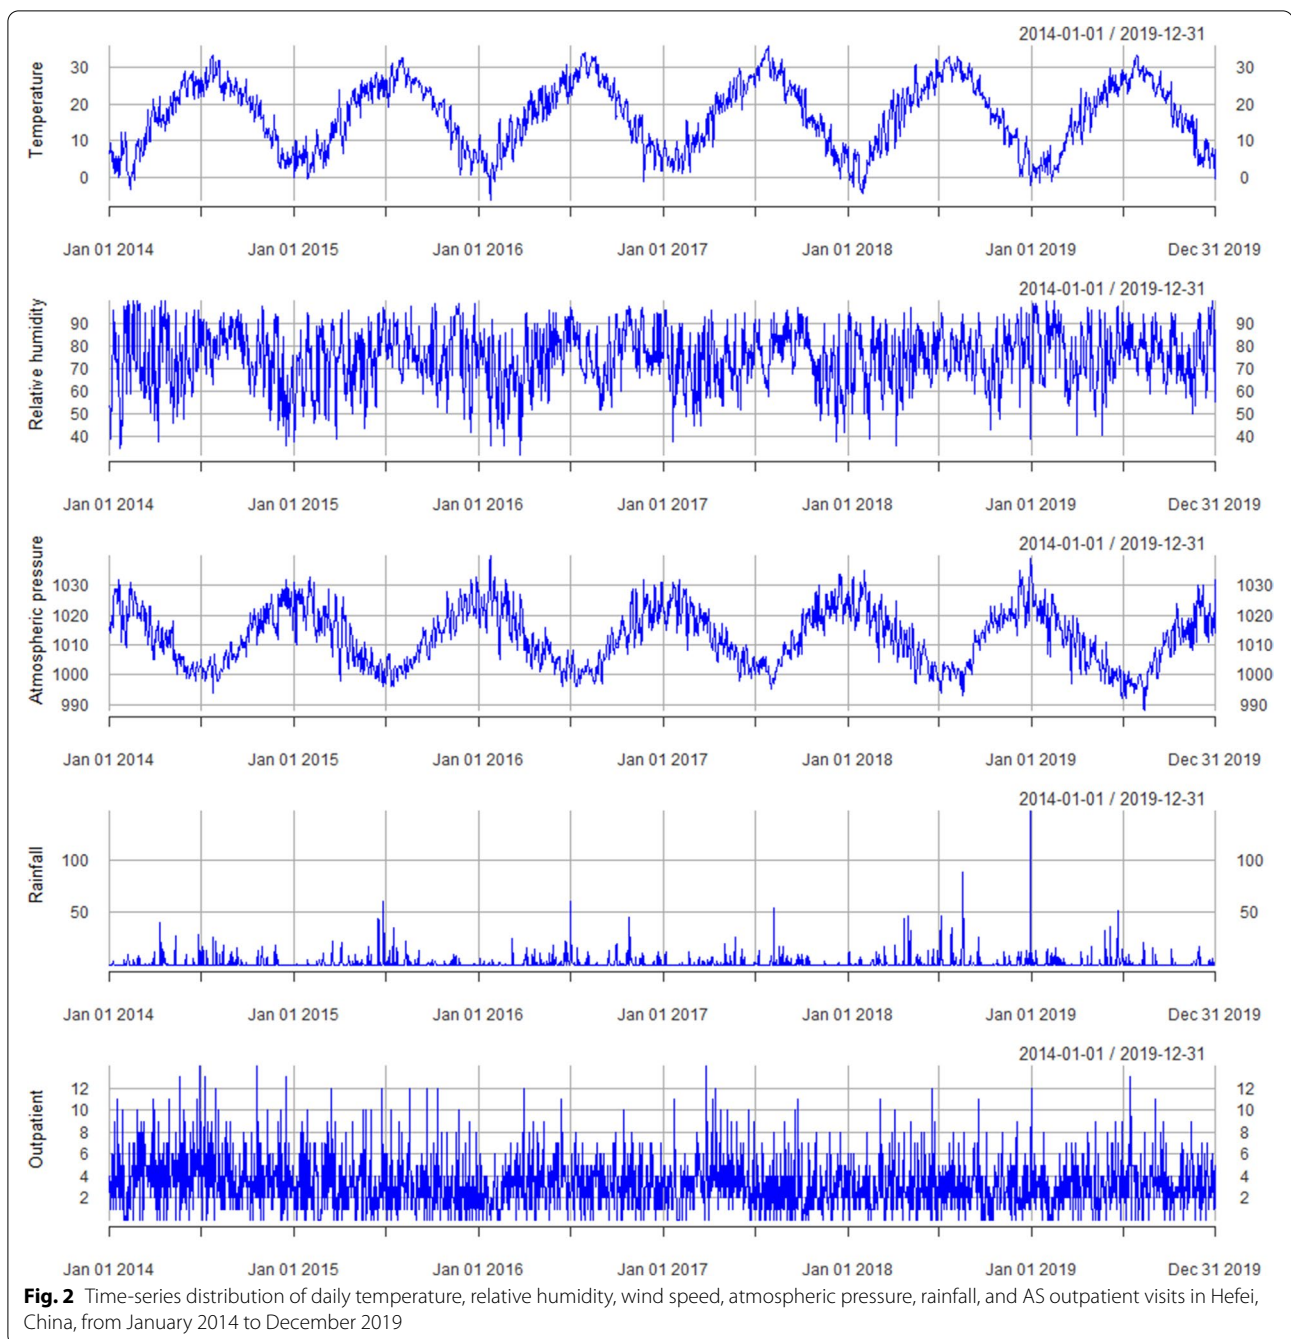 2014-01-01 / 2019-12-31
Temperature
30 30
20 20
10 10
0 0
Jan 01 2014 Jan 01 2015 Jan 01 2016 Jan 01 2017 Jan 01 2018 Jan 01 2019 Dec 31 2019
2014-01-01 / 2019-12-31
Relative humidity
90 90
80 80
70 70
60 60
50 50
40 40
Jan 01 2014 Jan 01 2015 Jan 01 2016 Jan 01 2017 Jan 01 2018 Jan 01 2019 Dec 31 2019
2014-01-01 / 2019-12-31
Atmospheric pressure
1030 1030
1020 1020
1010 1010
1000 1000
990 990
Jan 01 2014 Jan 01 2015 Jan 01 2016 Jan 01 2017 Jan 01 2018 Jan 01 2019 Dec 31 2019
2014-01-01 / 2019-12-31
Rainfall
100 100
50 50
Jan 01 2014 Jan 01 2015 Jan 01 2016 Jan 01 2017 Jan 01 2018 Jan 01 2019 Dec 31 2019
2014-01-01 / 2019-12-31
Outpatient
12 12
10 10
8 8
6 6
4 4
2 2
Jan 01 2014 Jan 01 2015 Jan 01 2016 Jan 01 2017 Jan 01 2018 Jan 01 2019 Dec 31 2019
Fig. 2 Time-series distribution of daily temperature, relative humidity, wind speed, atmospheric pressure, rainfall, and AS outpatient visits in Hefei,
China, from January 2014 to December 2019